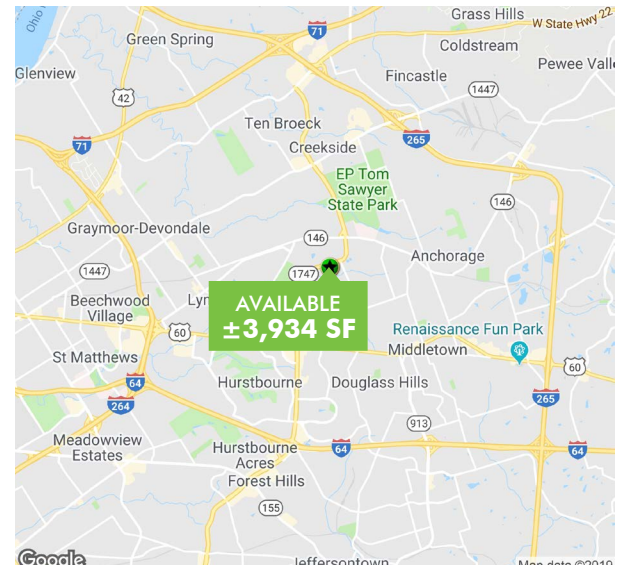 Grass Hills
W State Hwy 22
Ohio
71
Green Spring
Coldstream
Pewee Vall
Glenview
Fincastle
1447
42
Ten Broeck
265
71
Creekside
EP Tom
Sawyer
State Park
146
Graymoor-Devondale
146
Anchorage
1447
1747
Beechwood
Village
Lyn
AVAILABLE
±3,934 SF
60
Renaissance Fun Park
Middletown
St Matthews
60
64
Hurstbourne
Douglass Hills
264
265
913
Meadowview
Estates
Hurstbourne
Acres
64
64
Forest Hills
155
Google
Jeffersontown
Map data ©2019